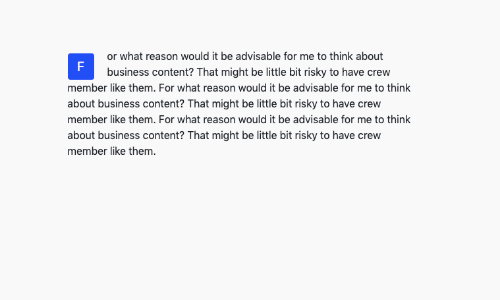 For what reason would it be advisable for me to think about
business content? That might be little bit risky to have crew
member like them. For what reason would it be advisable for me to think
about business content? That might be little bit risky to have crew
member like them. For what reason would it be advisable for me to think
about business content? That might be little bit risky to have crew
member like them.